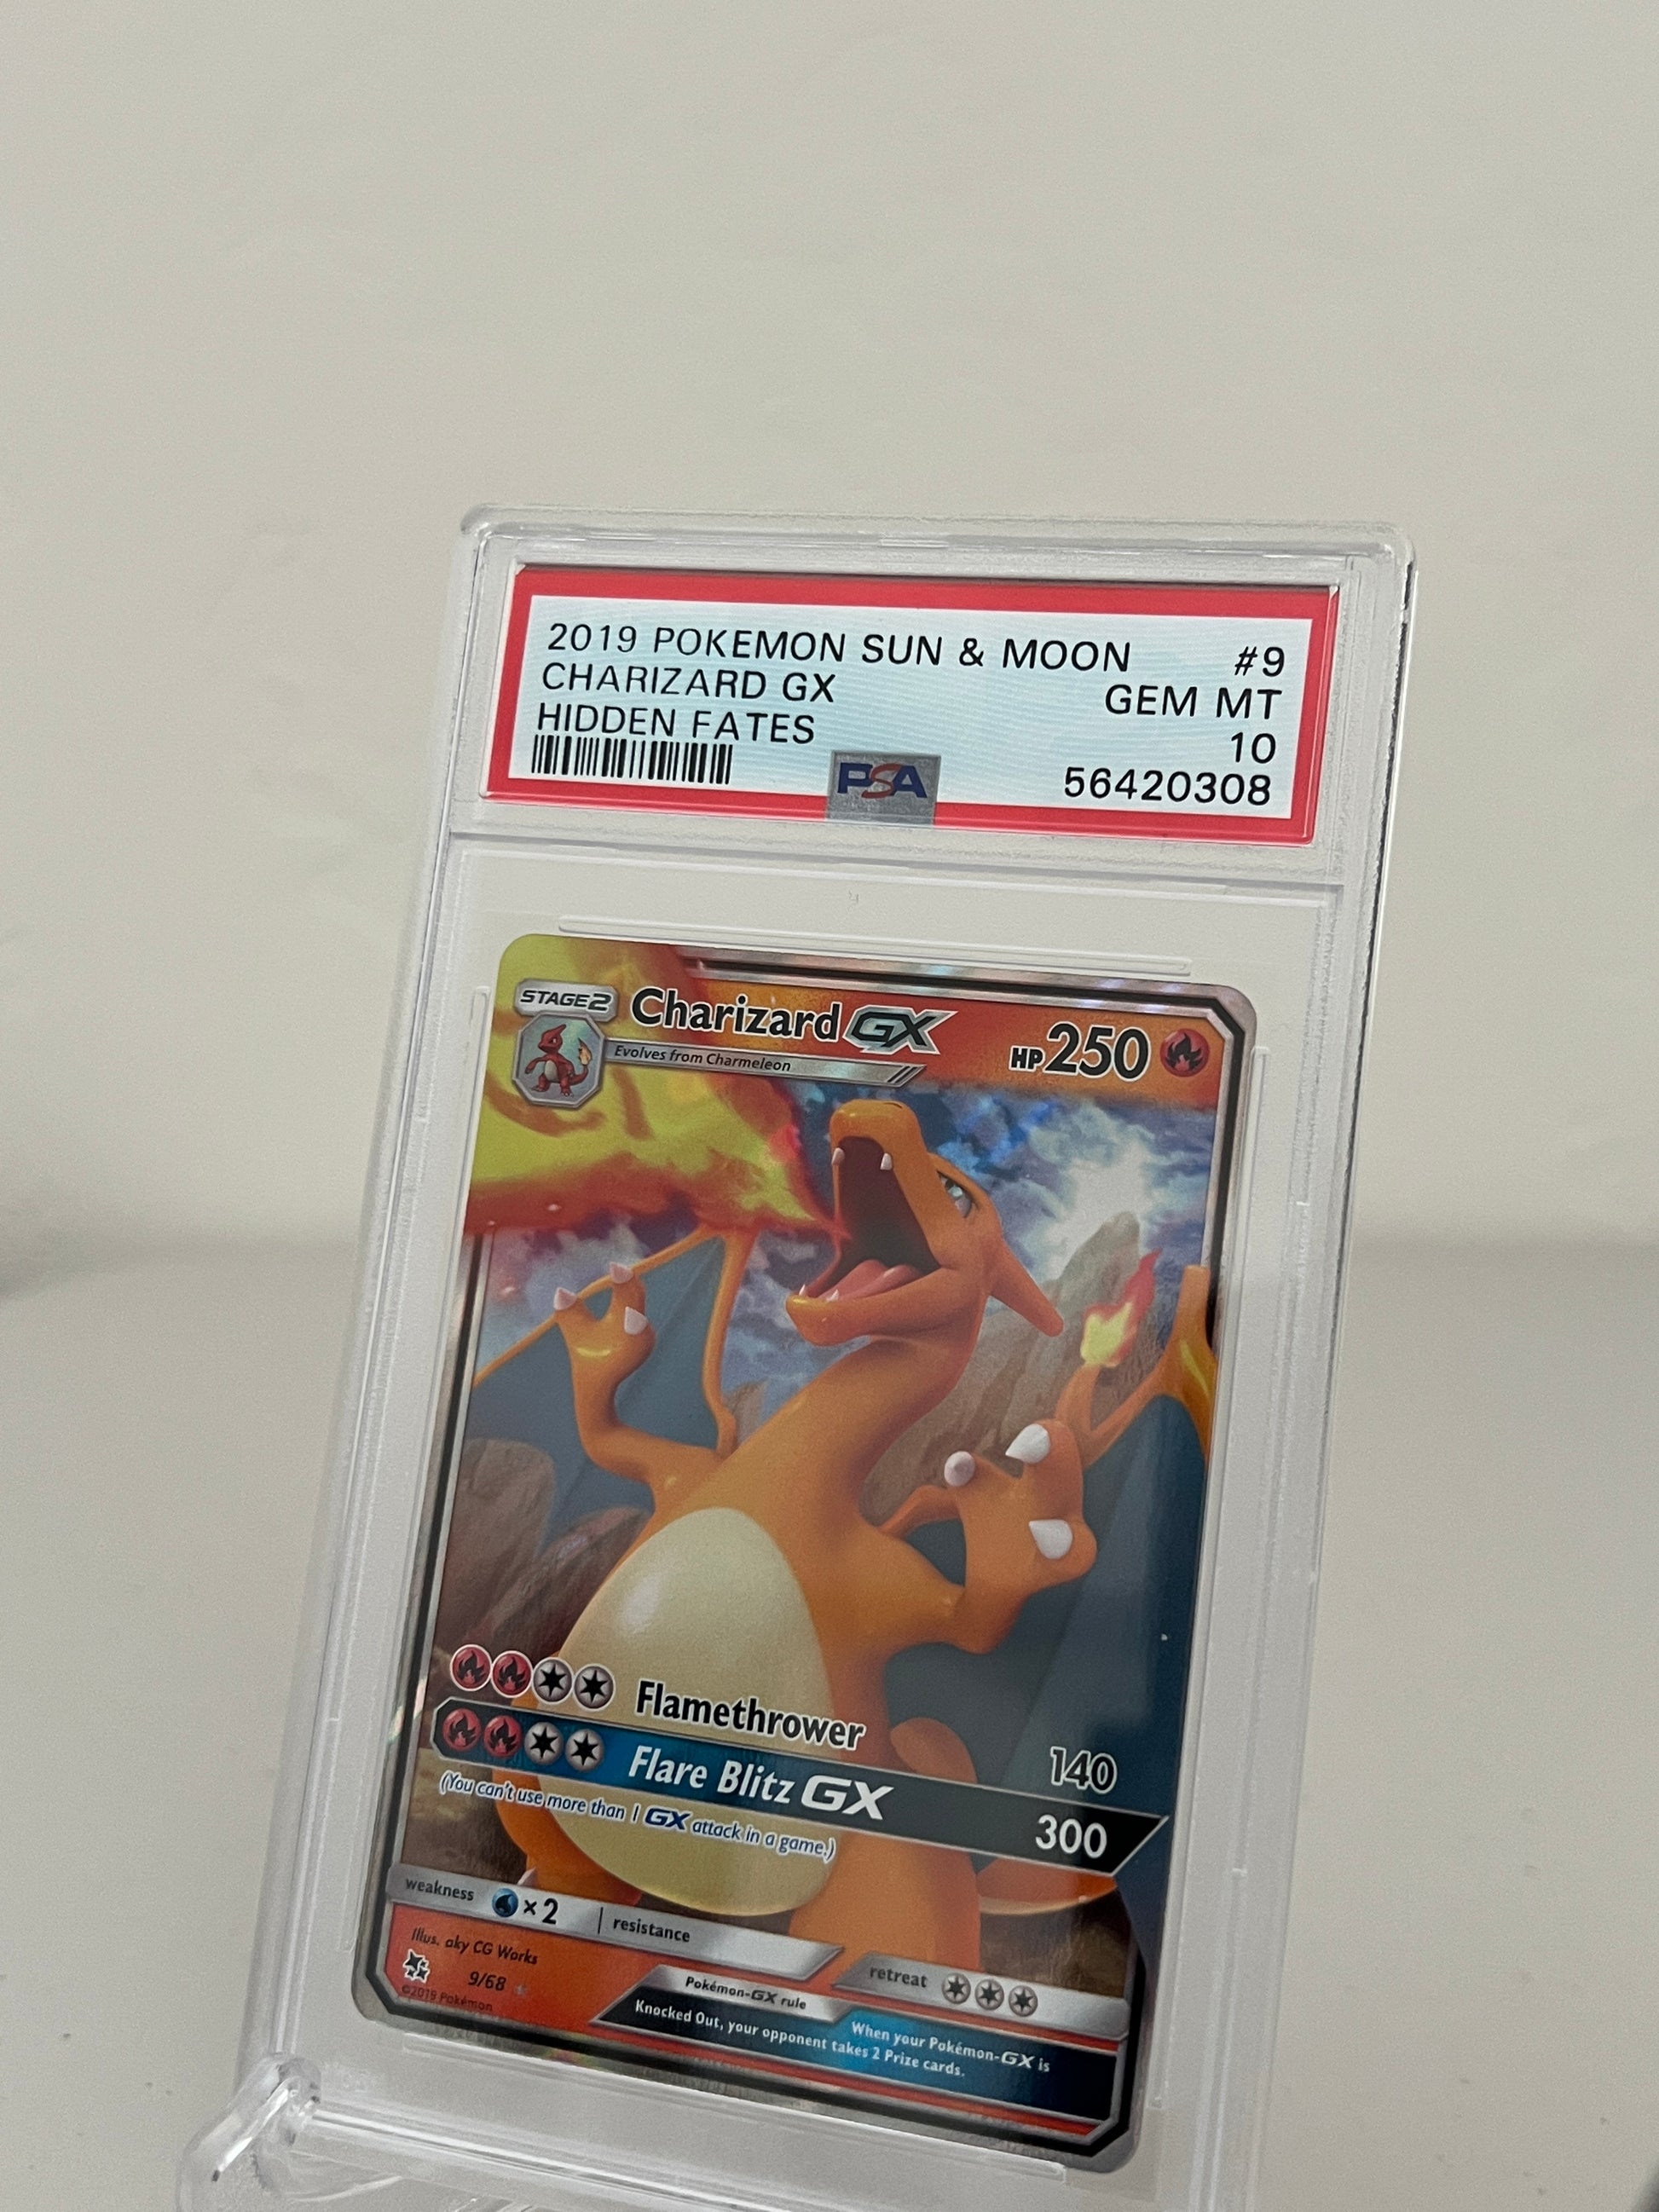 2019 POKEMON SUN & MOON #9
CHARIZARD GX GEM MT
HIDDEN FATES 10
PSA 56420308
STAGE2 Charizard GX HP250
Evolves from Charmeleon
Flamethrower 140
Flare Blitz GX 300
(You can't use more than 1 GX attack in a game.)
weakness ×2 resistance retreat
Illus. aky CG Works
9/68
©2019 Pokémon
Pokémon-GX rule
When your Pokémon-GX is
Knocked Out, your opponent takes 2 Prize cards.